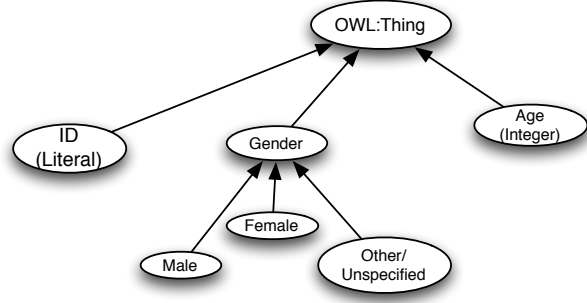 OWL:Thing
ID
(Literal)
Gender
Age
(Integer)
Male
Female
Other/
Unspecified